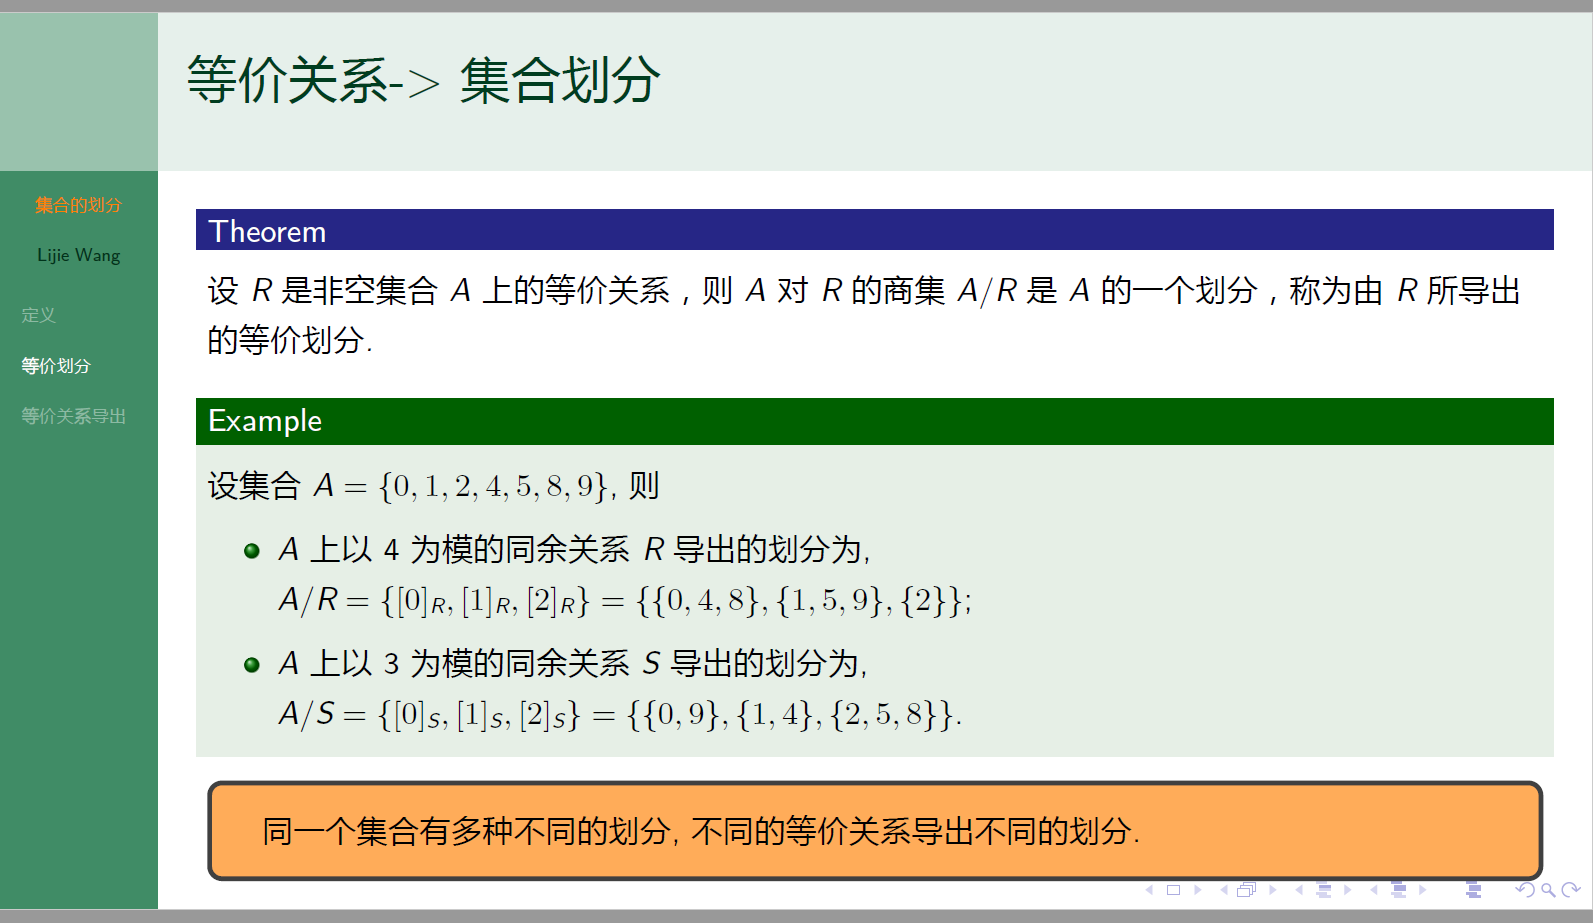 等价关系-> 集合划分
集合的划分
Lijie Wang
定义
等价划分
等价关系导出
Theorem
设 R 是非空集合 A 上的等价关系，则 A 对 R 的商集 A/R 是 A 的一个划分，称为由 R 所导出
的等价划分.
Example
设集合 A = {0, 1, 2, 4, 5, 8, 9}, 则
A 上以 4 为模的同余关系 R 导出的划分为,
A/R = {[0]R, [1]R, [2]R} = {{0, 4, 8}, {1, 5, 9}, {2}};
A 上以 3 为模的同余关系 S 导出的划分为,
A/S = {[0]S, [1]S, [2]S} = {{0, 9}, {1, 4}, {2, 5, 8}}.
同一个集合有多种不同的划分, 不同的等价关系导出不同的划分.